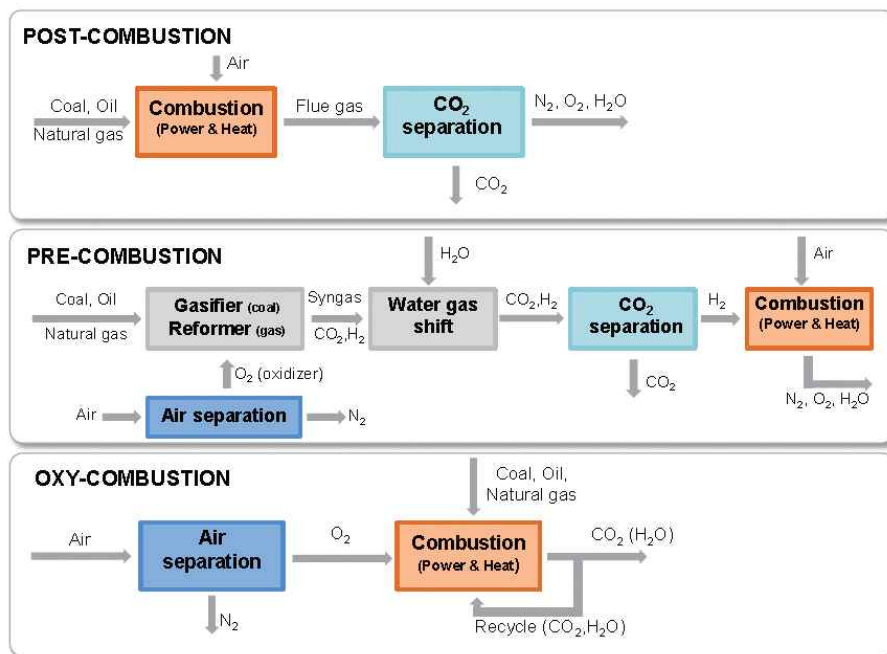 POST-COMBUSTION
Air
Coal, Oil
Natural gas
Combustion
(Power & Heat)
Flue gas
CO₂
separation
N₂, O₂, H₂O
CO₂
PRE-COMBUSTION
H₂O
Air
Coal, Oil
Natural gas
Gasifier (coal)
Reformer (gas)
Syngas
CO₂,H₂
Water gas
shift
CO₂,H₂
CO₂
separation
H₂
Combustion
(Power & Heat)
O₂ (oxidizer)
CO₂
N₂, O₂, H₂O
Air
Air separation
N₂
OXY-COMBUSTION
Coal, Oil,
Natural gas
Air
Air
separation
O₂
Combustion
(Power & Heat)
CO₂ (H₂O)
N₂
Recycle (CO₂,H₂O)